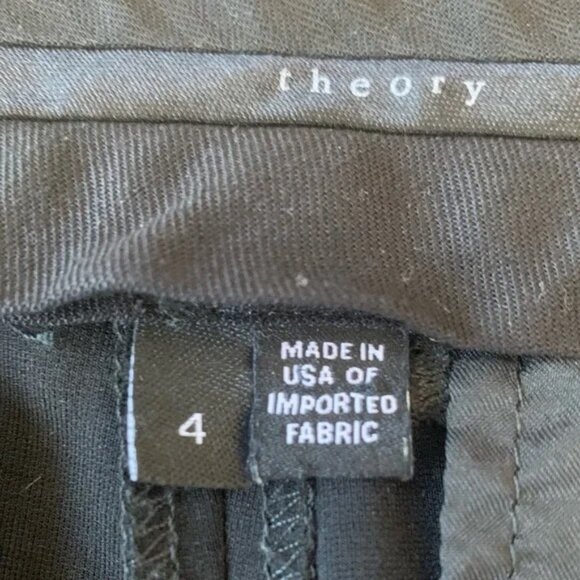 theory
4
MADE IN
USA OF
IMPORTED
FABRIC